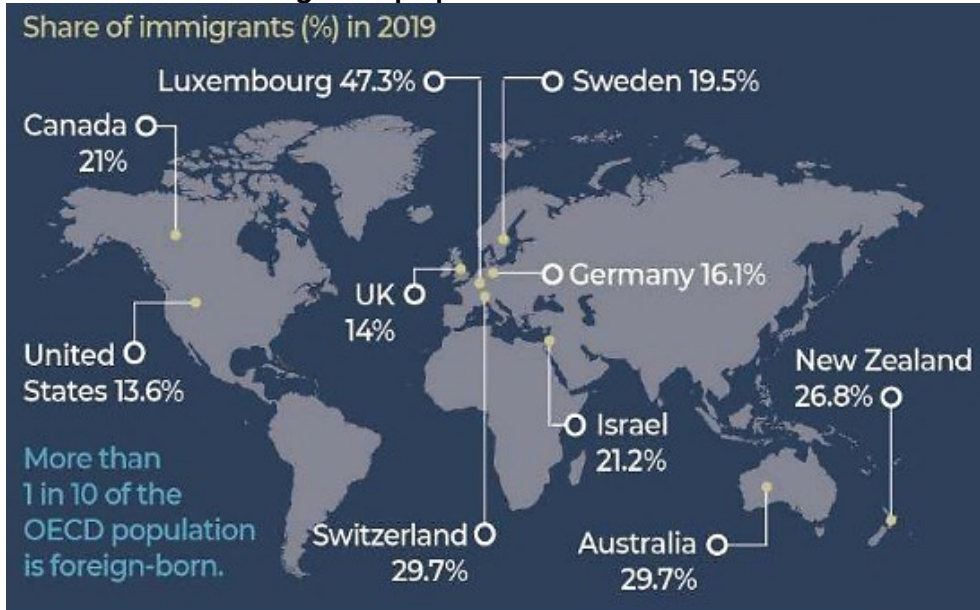 Share of immigrants (%) in 2019
Luxembourg 47.3%
Sweden 19.5%
Canada
21%
Germany 16.1%
UK
14%
United
States 13.6%
New Zealand
26.8%
Israel
21.2%
More than
1 in 10 of the
OECD population
is foreign-born.
Switzerland
29.7%
Australia
29.7%